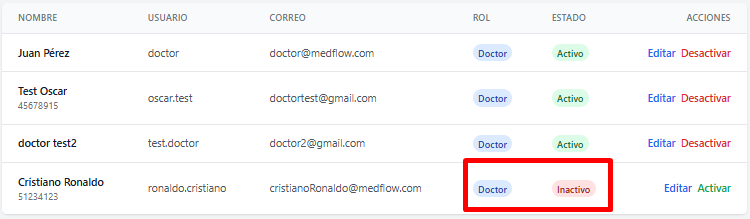 NOMBRE USUARIO CORREO ROL ESTADO ACCIONES
Juan Pérez doctor doctor@medflow.com Doctor Activo Editar Desactivar
Test Oscar
45678915 oscar.test doctortest@gmail.com Doctor Activo Editar Desactivar
doctor test2 test.doctor doctor2@gmail.com Doctor Activo Editar Desactivar
Cristiano Ronaldo
51234123 ronaldo.cristiano cristianoRonaldo@medflow.com Doctor Inactivo Editar Activar